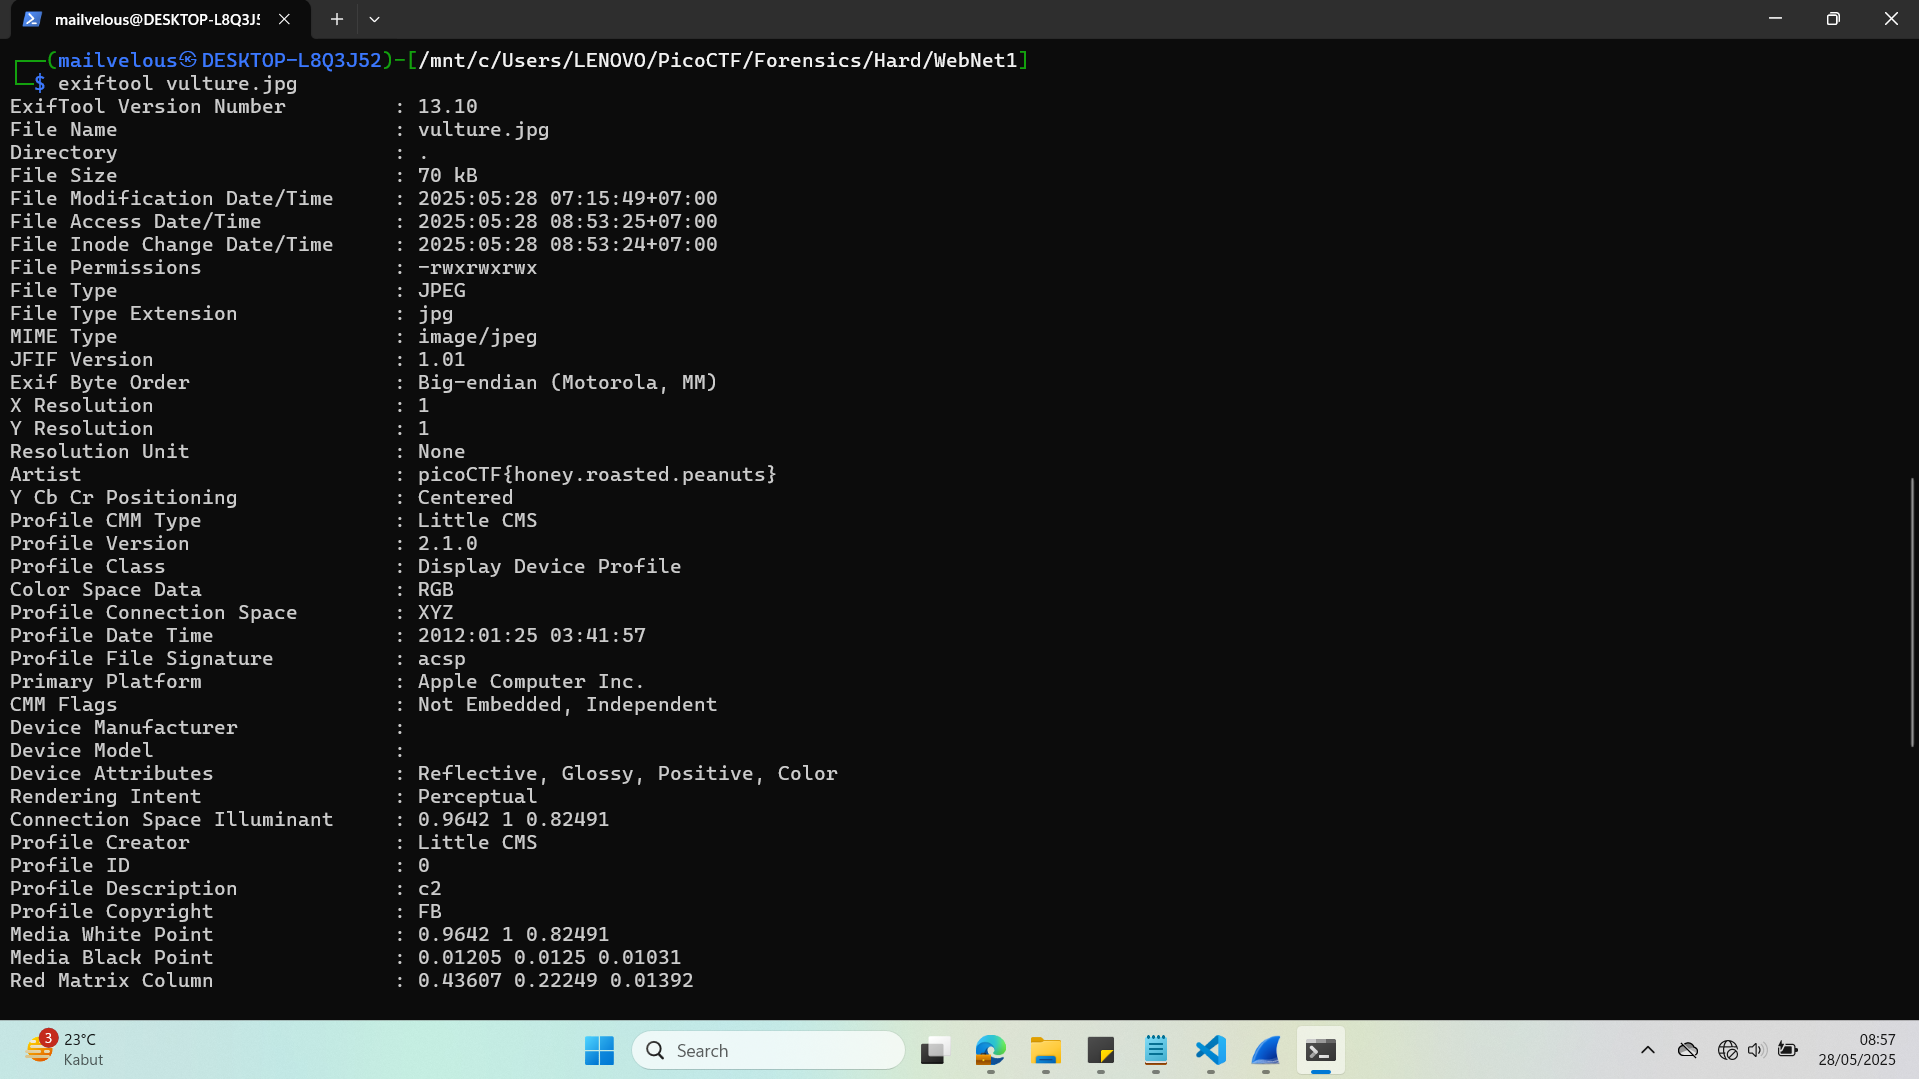 mailvelous@DESKTOP-L8Q3J5
(mailvelous㉿DESKTOP-L8Q3J52)-[/mnt/c/Users/LENOVO/PicoCTF/Forensics/Hard/WebNet1]
$ exiftool vulture.jpg
ExifTool Version Number : 13.10
File Name : vulture.jpg
Directory : .
File Size : 70 kB
File Modification Date/Time : 2025:05:28 07:15:49+07:00
File Access Date/Time : 2025:05:28 08:53:25+07:00
File Inode Change Date/Time : 2025:05:28 08:53:24+07:00
File Permissions : -rwxrwxrwx
File Type : JPEG
File Type Extension : jpg
MIME Type : image/jpeg
JFIF Version : 1.01
Exif Byte Order : Big-endian (Motorola, MM)
X Resolution : 1
Y Resolution : 1
Resolution Unit : None
Artist : picoCTF{honey.roasted.peanuts}
Y Cb Cr Positioning : Centered
Profile CMM Type : Little CMS
Profile Version : 2.1.0
Profile Class : Display Device Profile
Color Space Data : RGB
Profile Connection Space : XYZ
Profile Date Time : 2012:01:25 03:41:57
Profile File Signature : acsp
Primary Platform : Apple Computer Inc.
CMM Flags : Not Embedded, Independent
Device Manufacturer :
Device Model :
Device Attributes : Reflective, Glossy, Positive, Color
Rendering Intent : Perceptual
Connection Space Illuminant : 0.9642 1 0.82491
Profile Creator : Little CMS
Profile ID : 0
Profile Description : c2
Profile Copyright : FB
Media White Point : 0.9642 1 0.82491
Media Black Point : 0.01205 0.0125 0.01031
Red Matrix Column : 0.43607 0.22249 0.01392
3
23°C
Kabut
Search
08:57
28/05/2025